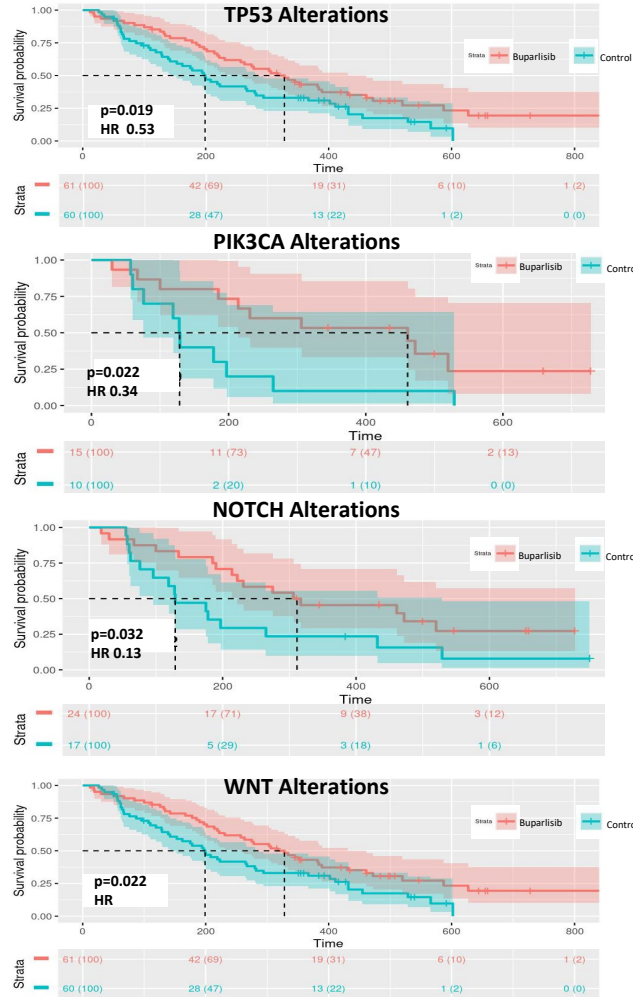 TP53 Alterations
1.00
0.75
0.50
0.25
0.00
Survival probability
Strata Buparlisib Control
p=0.019
HR 0.53
0 200 400 600 800
Time
Strata
61 (100) 42 (69) 19 (31) 6 (10) 1 (2)
60 (100) 28 (47) 13 (22) 1 (2) 0 (0)
PIK3CA Alterations
1.00
0.75
0.50
0.25
0.00
Survival probability
Strata Buparlisib Contro
p=0.022
HR 0.34
0 200 400 600
Time
Strata
15 (100) 11 (73) 7 (47) 2 (13)
10 (100) 2 (20) 1 (10) 0 (0)
NOTCH Alterations
1.00
0.75
0.50
0.25
0.00
Survival probability
Strata Buparlisib Contro
p=0.032
HR 0.13
0 200 400 600
Time
Strata
24 (100) 17 (71) 9 (38) 3 (12)
17 (100) 5 (29) 3 (18) 1 (6)
WNT Alterations
1.00
0.75
0.50
0.25
0.00
Survival probability
Strata Buparlisib Contro
p=0.022
HR
0 200 400 600 800
Time
Strata
61 (100) 42 (69) 19 (31) 6 (10) 1 (2)
60 (100) 28 (47) 13 (22) 1 (2) 0 (0)